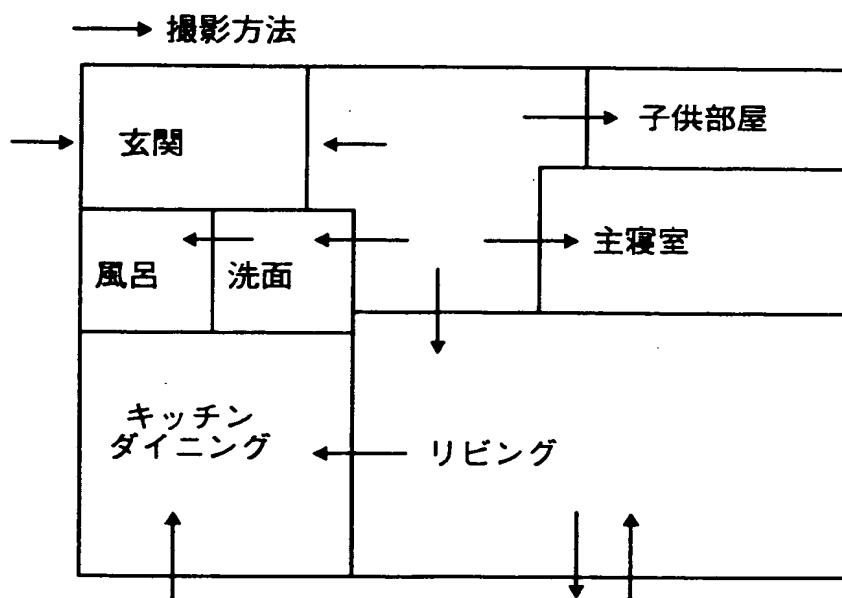 撮影方法
子供部屋
玄関
主寝室
風呂
洗面
キッチン
ダイニング
リビング